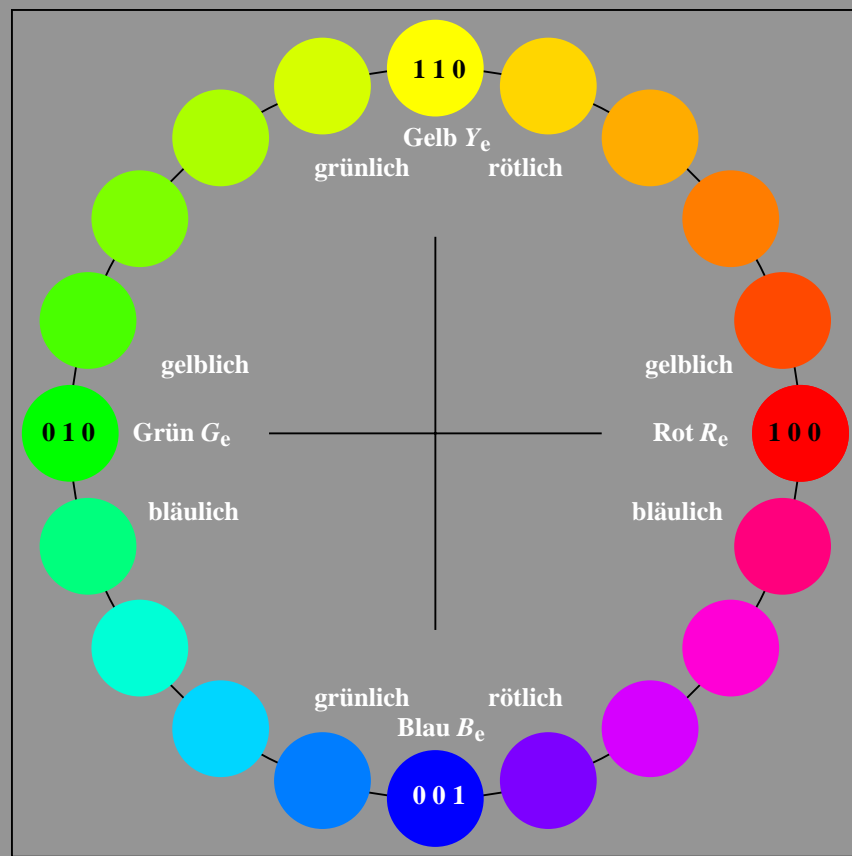 1 1 0
Gelb Ye
grünlich rötlich
gelblich gelblich
0 1 0 Grün Ge Rot Re 1 0 0
bläulich bläulich
grünlich rötlich
Blau Be
0 0 1